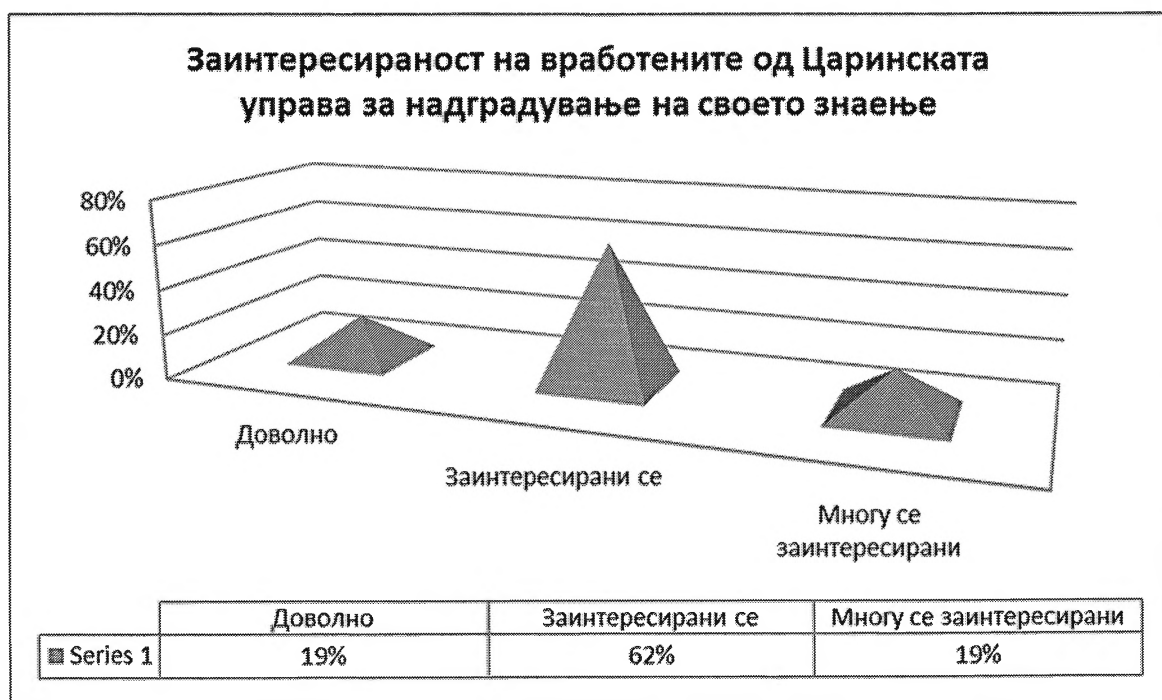 Заинтересираност на вработените од Царинската
управа за надградување на своето знаење
80%
60%
40%
20%
0%
Доволно
Заинтересирани се
Многу се
заинтересирани
Доволно Заинтересирани се Многу се заинтересирани
Series 1 19% 62% 19%